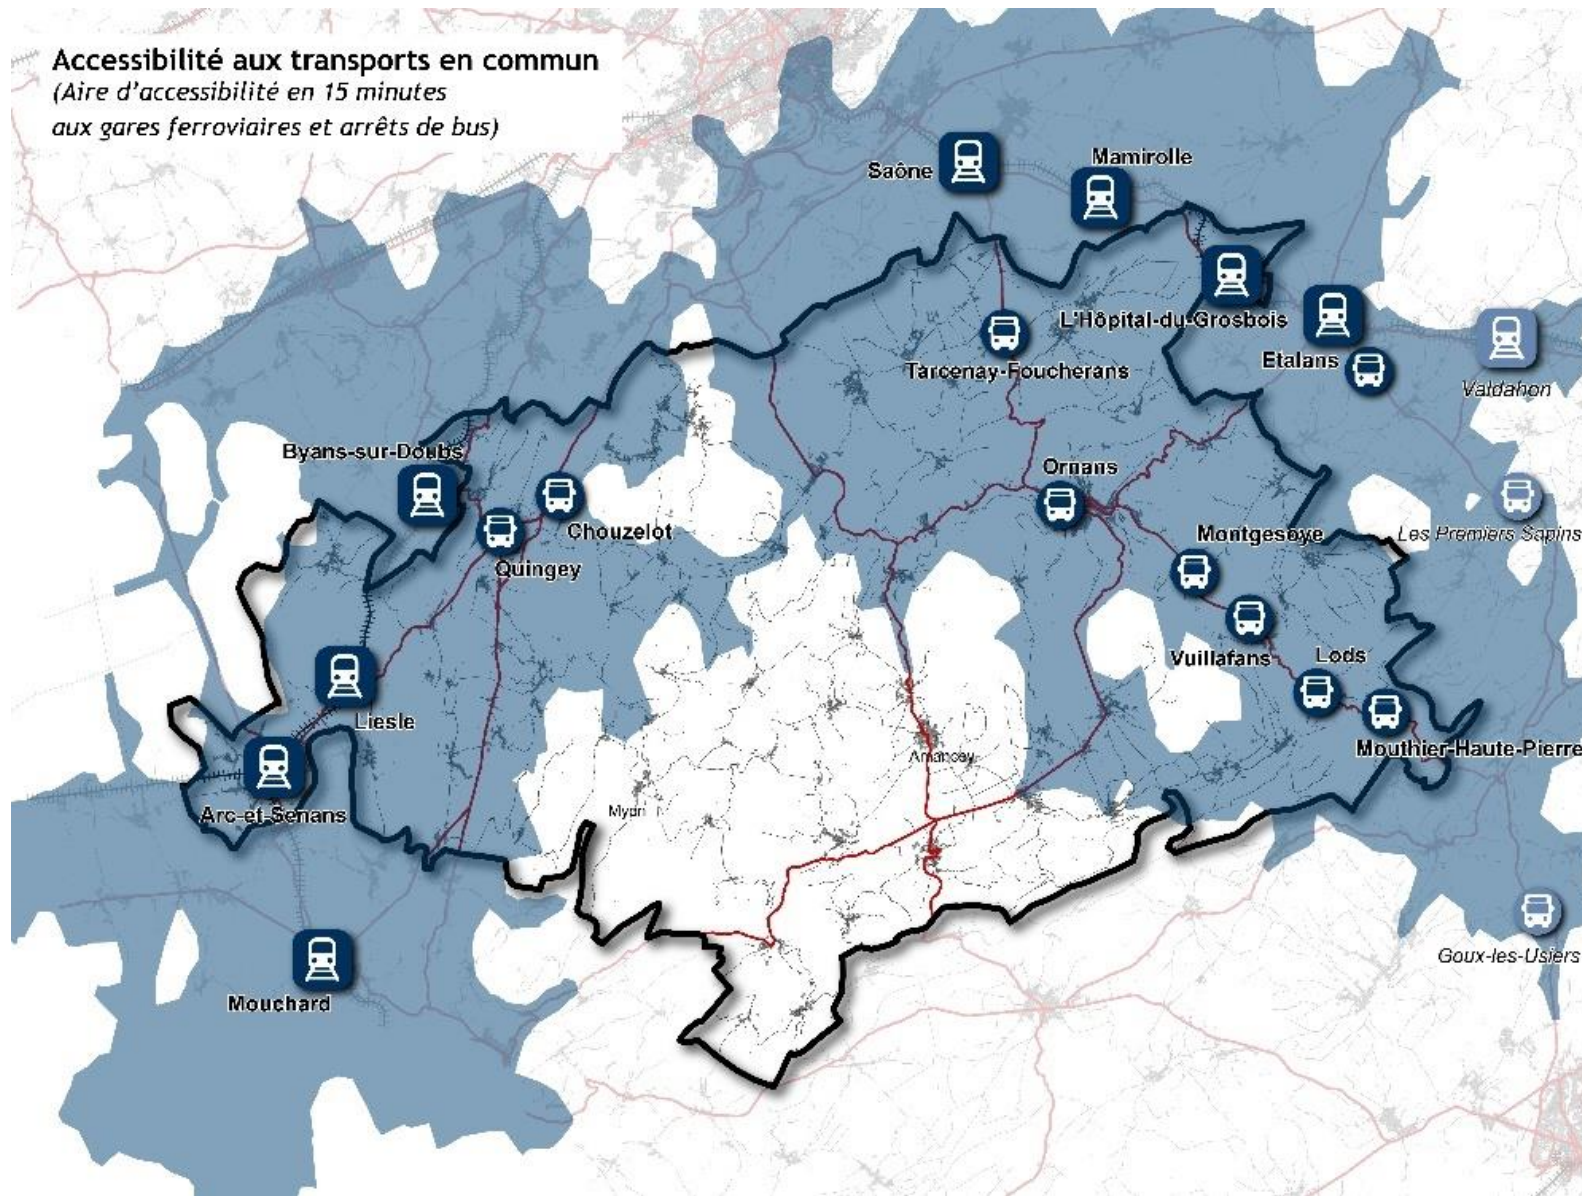 Accessibilité aux transports en commun
(Aire d'accessibilité en 15 minutes
aux gares ferroviaires et arrêts de bus)
Saône
Mamirolle
L'Hôpital-du-Grosbois
Tarcenay-Foucherans
Etalans
Valdahon
Byans-sur-Doubs
Ornans
Chouzelot
Quingey
Montgesoye
Les Premiers Sapins
Vuillafans
Lods
Liesle
Mouthier-Haute-Pierre
Amancey
Arc-et-Senans
Myon
Goux-les-Usiers
Mouchard